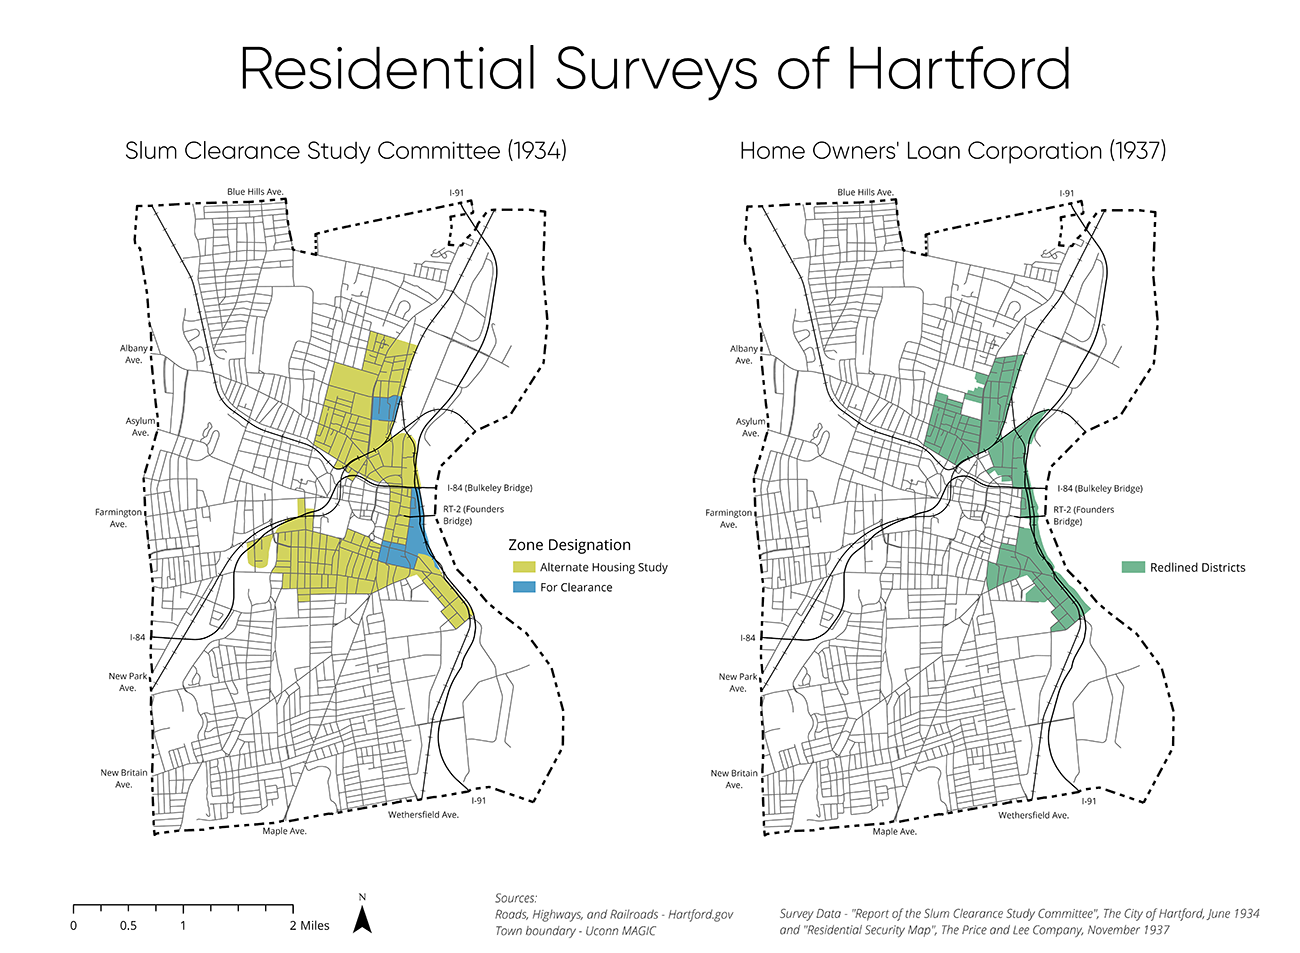 Residential Surveys of Hartford
Slum Clearance Study Committee (1934)
Home Owners' Loan Corporation (1937)
Blue Hills Ave.
I-91
Albany
Ave.
Asylum
Ave.
I-84 (Bulkeley Bridge)
RT-2 (Founders
Bridge)
Farmington
Ave.
Zone Designation
Alternate Housing Study
For Clearance
I-84
New Park
Ave.
New Britain
Ave.
I-91
Wethersfield Ave.
Maple Ave.
Blue Hills Ave.
I-91
Albany
Ave.
Asylum
Ave.
I-84 (Bulkeley Bridge)
RT-2 (Founders
Bridge)
Farmington
Ave.
Redlined Districts
I-84
New Park
Ave.
New Britain
Ave.
I-91
Wethersfield Ave.
Maple Ave.
0 0.5 1 2 Miles
N
Sources:
Roads, Highways, and Railroads - Hartford.gov
Town boundary - Uconn MAGIC
Survey Data - "Report of the Slum Clearance Study Committee", The City of Hartford, June 1934
and "Residential Security Map", The Price and Lee Company, November 1937